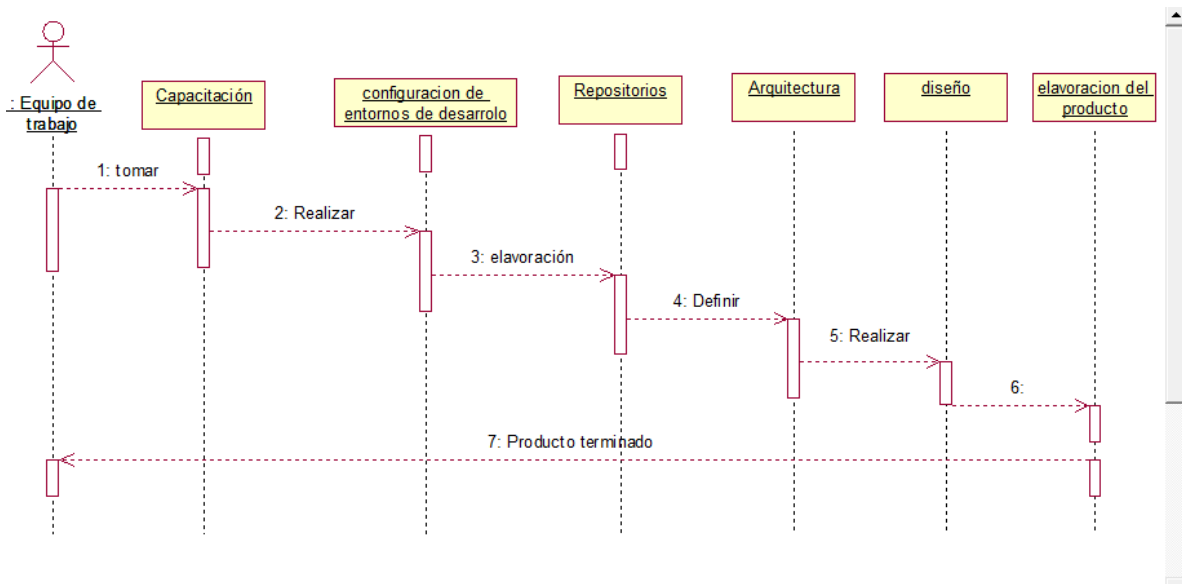 : Equipo de
trabajo
Capacitación
configuracion de
entornos de desarrolo
Repositorios
Arquitectura
diseño
elavoracion del
producto
1: tomar
2: Realizar
3: elavoración
4: Definir
5: Realizar
6:
7: Producto terminado